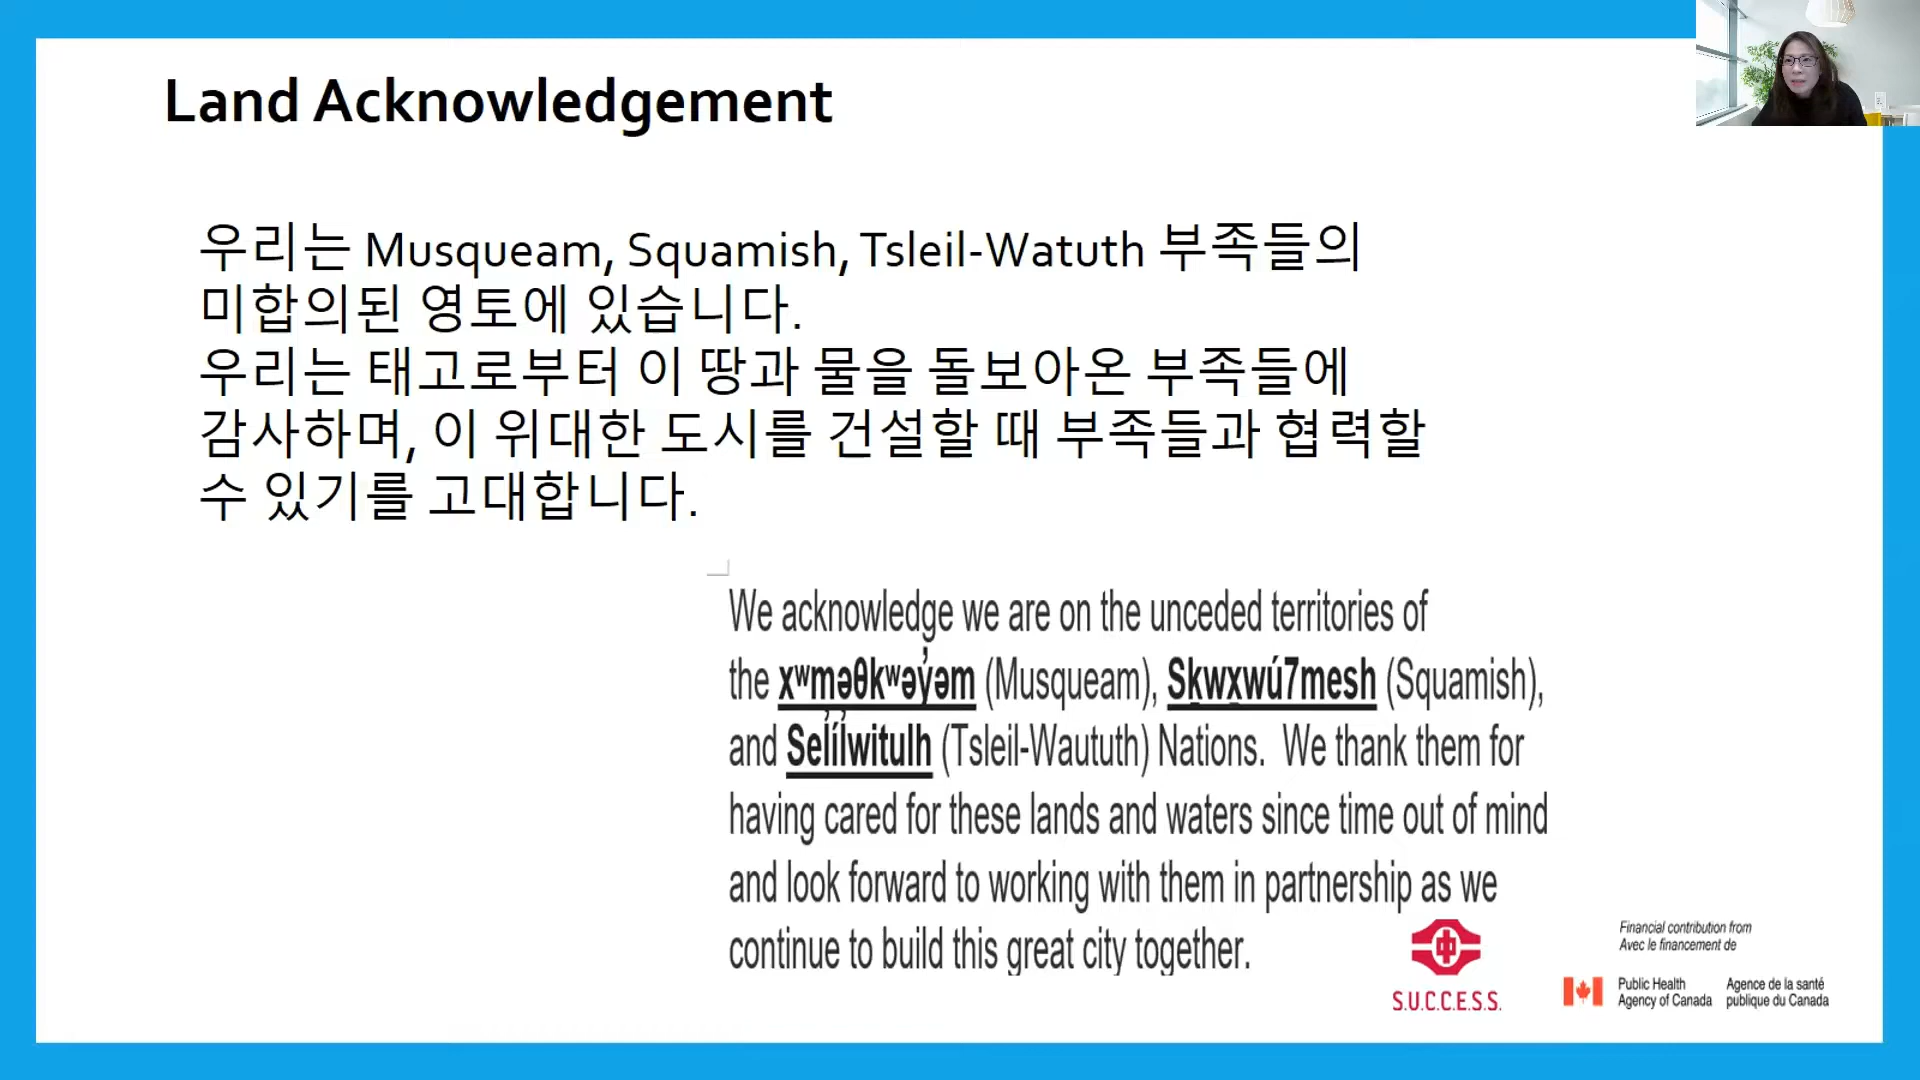 Land Acknowledgement
우리는 Musqueam, Squamish, Tsleil-Watuth 부족들의
미합의된 영토에 있습니다.
우리는 태고로부터 이 땅과 물을 돌보아온 부족들에
감사하며, 이 위대한 도시를 건설할 때 부족들과 협력할
수 있기를 고대합니다.
We acknowledge we are on the unceded territories of
the xʷməθkʷəy̓əm (Musqueam), Sḵwx̱wú7mesh (Squamish),
and Sel̓íl̓witulh (Tsleil-Waututh) Nations. We thank them for
having cared for these lands and waters since time out of mind
and look forward to working with them in partnership as we
continue to build this great city together.
S.U.C.C.E.S.S.
Financial contribution from
Avec le financement de
Public Health Agence de la santé
Agency of Canada publique du Canada